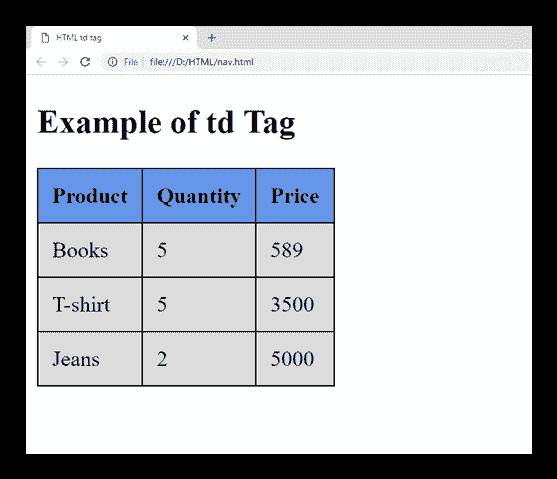 HTML td tag
File file:///D:/HTML/nav.html
Example of td Tag
Product Quantity Price
Books 5 589
T-shirt 5 3500
Jeans 2 5000